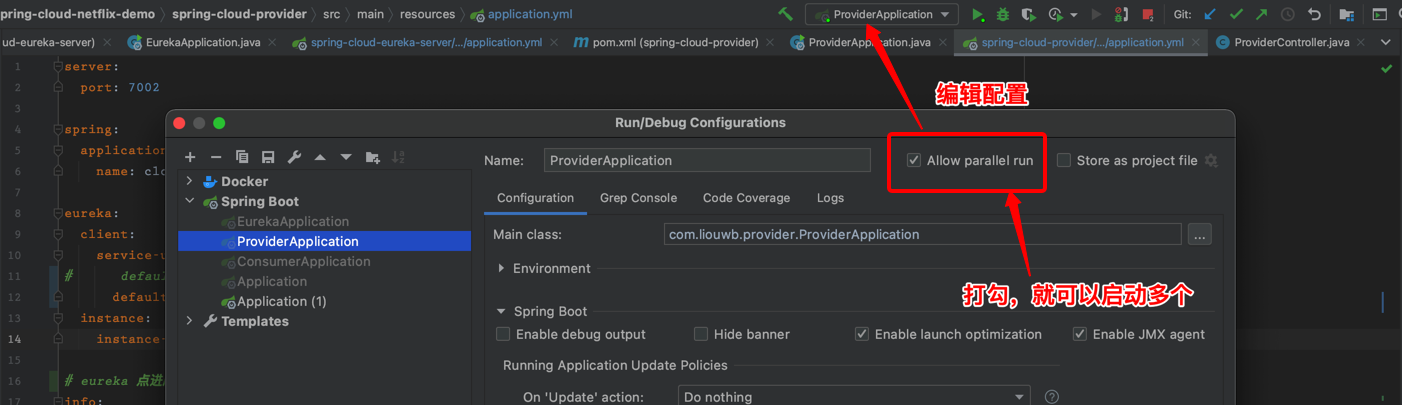 pring-cloud-netflix-demo › spring-cloud-provider › src › main › resources › application.yml
ProviderApplication
Git:
ud-eureka-server)
EurekaApplication.java
spring-cloud-eureka-server/.../application.yml
pom.xml (spring-cloud-provider)
ProviderApplication.java
spring-cloud-provider/.../application.yml
ProviderController.java
1 server:
2 port: 7002
3
4 spring:
5 application
6 name: clo
7
8 eureka:
9 client:
10 service-u
11 # defaul
12 default
13 instance:
14 instance-
15
16 # eureka 点进
17 info:
编辑配置
Run/Debug Configurations
Name: ProviderApplication
Allow parallel run
Store as project file
Docker
Spring Boot
EurekaApplication
ProviderApplication
ConsumerApplication
Application
Application (1)
Templates
Configuration
Grep Console
Code Coverage
Logs
Main class: com.liouwb.provider.ProviderApplication
...
Environment
打勾，就可以启动多个
Spring Boot
Enable debug output
Hide banner
Enable launch optimization
Enable JMX agent
Running Application Update Policies
On 'Update' action: Do nothing
?